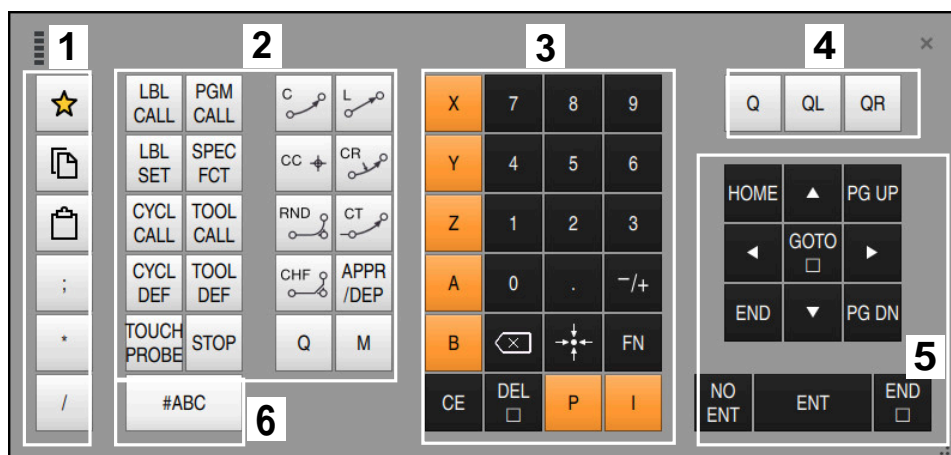 1
2
3
4
×
LBL CALL
PGM CALL
C
L
X
7
8
9
Q
QL
QR
LBL SET
SPEC FCT
CC
CR
Y
4
5
6
HOME
PG UP
CYCL CALL
TOOL CALL
RND
CT
Z
1
2
3
GOTO
;
CYCL DEF
TOOL DEF
CHF
APPR /DEP
A
0
.
−/+
END
PG DN
*
TOUCH PROBE
STOP
Q
M
B
FN
5
/
#ABC
6
CE
DEL
P
I
NO ENT
ENT
END